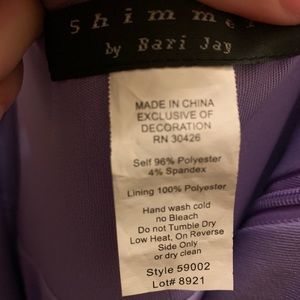 Shimmer
by Bari Jay
MADE IN CHINA
EXCLUSIVE OF
DECORATION
RN 30426
Self 96% Polyester
4% Spandex
Lining 100% Polyester
Hand wash cold
no Bleach
Do not Tumble Dry
Low Heat, On Reverse
Side Only
or dry clean
Style 59002
Lot# 8921